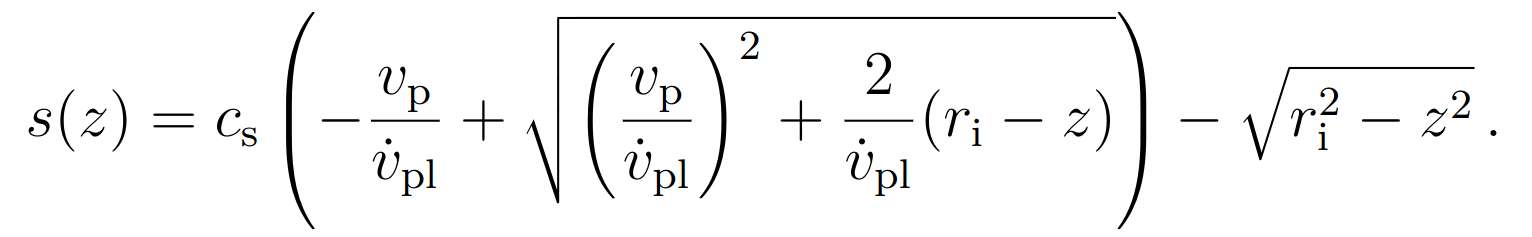 s(z) = c_s \left( -\frac{v_p}{\dot{v}_{pl}} + \sqrt{\left(\frac{v_p}{\dot{v}_{pl}}\right)^2 + \frac{2}{\dot{v}_{pl}}(r_i - z)} \right) - \sqrt{r_i^2 - z^2} .